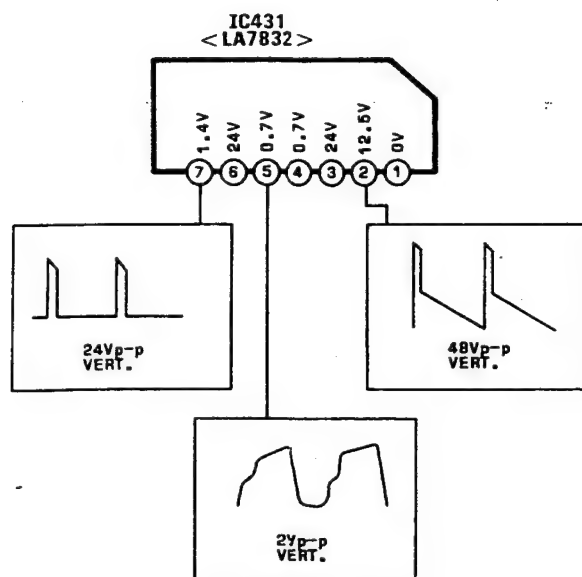 IC431
<LA7832>
1.4V
24V
0.7V
0.7V
24V
12.5V
0V
7
6
5
4
3
2
1
24Vp-p
VERT.
48Vp-p
VERT.
2Vp-p
VERT.